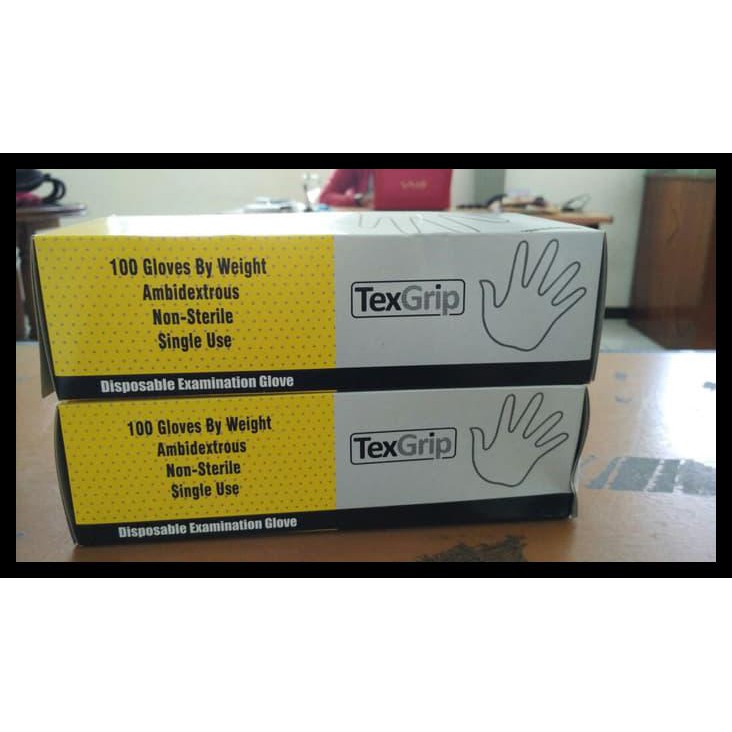 VAIO
100 Gloves By Weight
Ambidextrous
Non-Sterile
Single Use
TexGrip
Disposable Examination Glove
100 Gloves By Weight
Ambidextrous
Non-Sterile
Single Use
TexGrip
Disposable Examination Glove